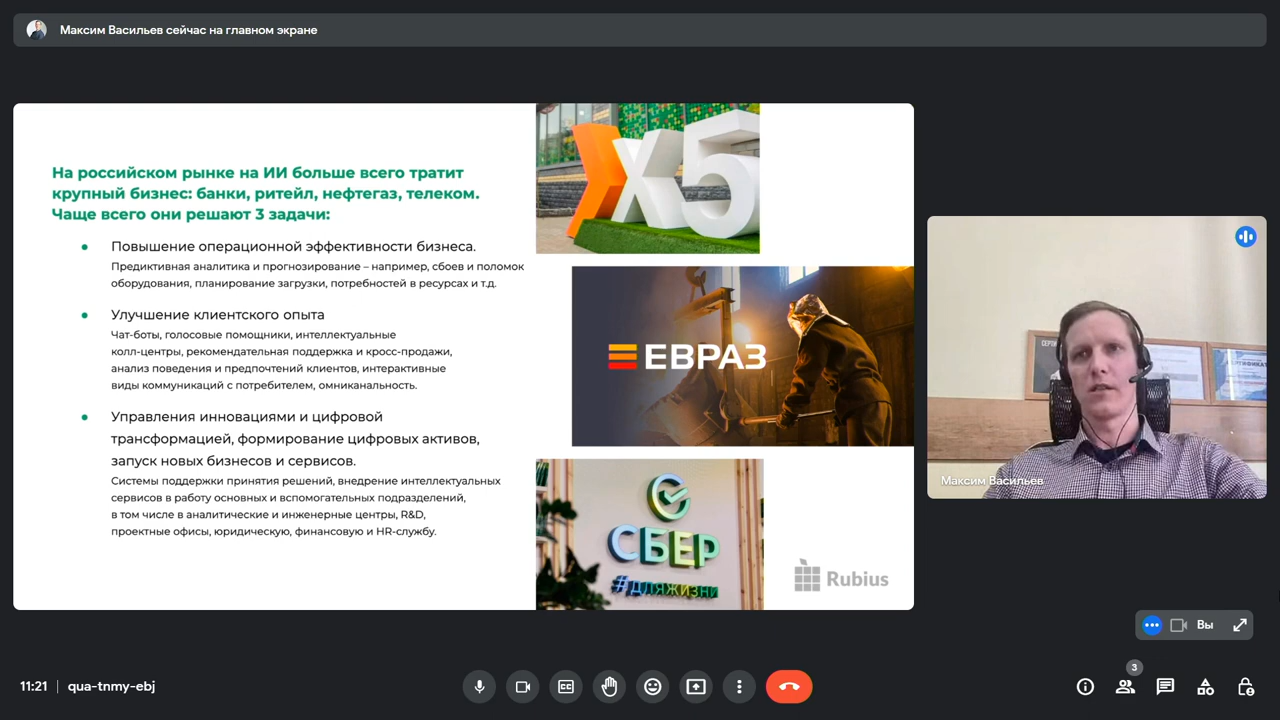 Максим Васильев сейчас на главном экране
На российском рынке на ИИ больше всего тратит
крупный бизнес: банки, ритейл, нефтегаз, телеком.
Чаще всего они решают 3 задачи:
Повышение операционной эффективности бизнеса.
Предиктивная аналитика и прогнозирование – например, сбоев и поломок
оборудования, планирование загрузки, потребностей в ресурсах и т.д.
Улучшение клиентского опыта
Чат-боты, голосовые помощники, интеллектуальные
колл-центры, рекомендательная поддержка и кросс-продажи,
анализ поведения и предпочтений клиентов, интерактивные
виды коммуникаций с потребителем, омниканальность.
Управления инновациями и цифровой
трансформацией, формирование цифровых активов,
запуск новых бизнесов и сервисов.
Системы поддержки принятия решений, внедрение интеллектуальных
сервисов в работу основных и вспомогательных подразделений,
в том числе в аналитические и инженерные центры, R&D,
проектные офисы, юридическую, финансовую и HR-службу.
X5
ЕВРАЗ
СБЕР
#ДЛЯЖИЗНИ
Rubius
Максим Васильев
Вы
11:21
qua-tnmy-ebj
3